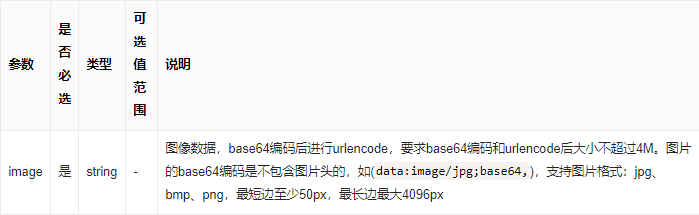 参数 是否必选 类型 可选值范围 说明
image 是 string - 图像数据，base64编码后进行urlencode，要求base64编码和urlencode后大小不超过4M。图片
的base64编码是不包含图片头的，如(data:image/jpg;base64,)，支持图片格式：jpg、
bmp、png，最短边至少50px，最长边最大4096px